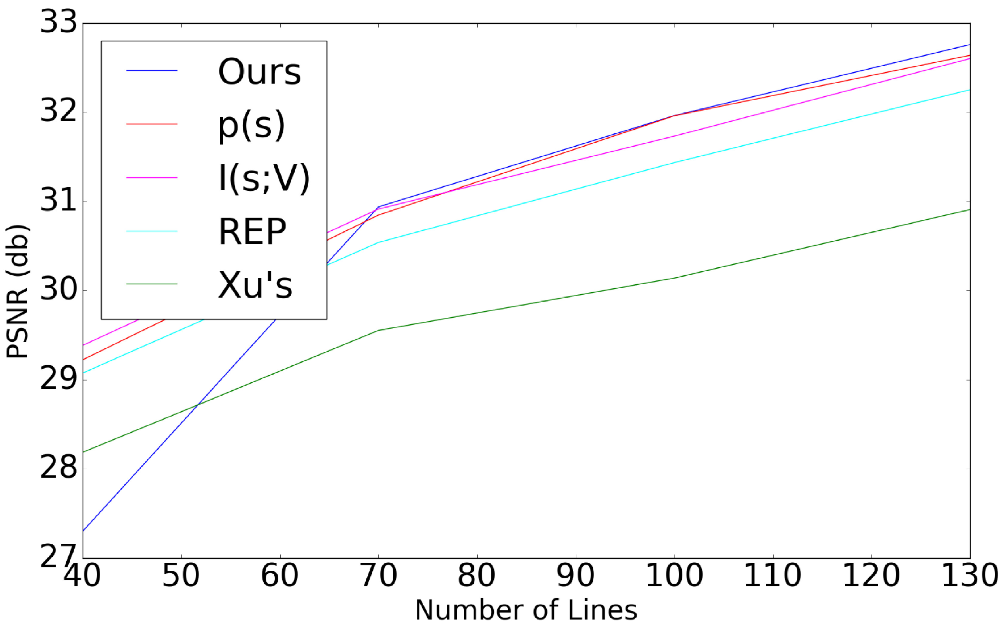 33
32
31
30
29
28
27
PSNR (db)
Ours
p(s)
I(s;V)
REP
Xu's
40 50 60 70 80 90 100 110 120 130
Number of Lines